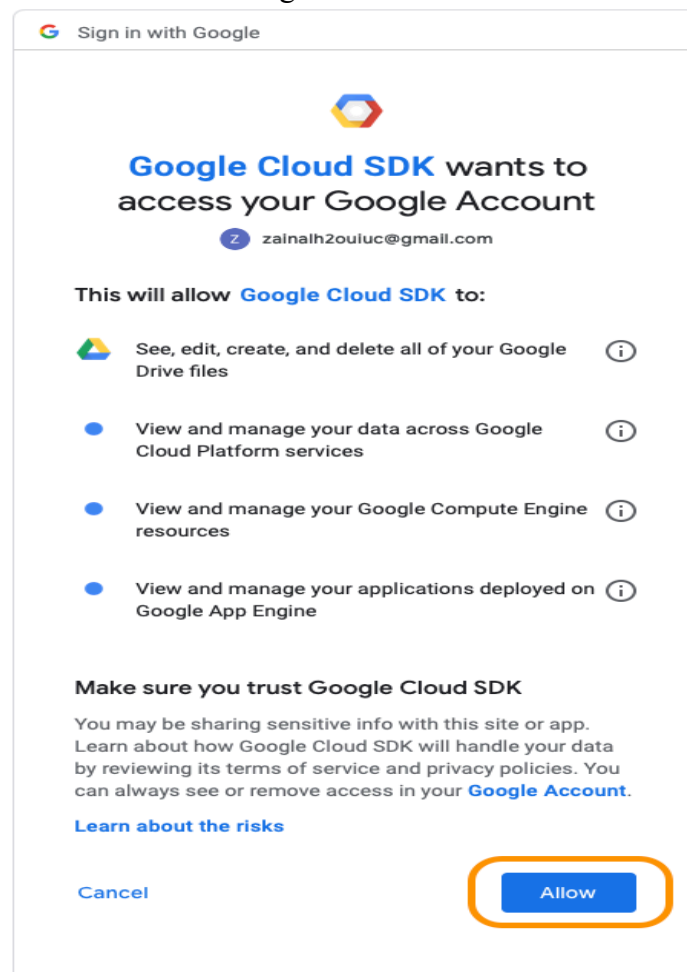 Sign in with Google
Google Cloud SDK wants to
access your Google Account
Z zainalh2ouiuc@gmail.com
This will allow Google Cloud SDK to:
See, edit, create, and delete all of your Google
Drive files
View and manage your data across Google
Cloud Platform services
View and manage your Google Compute Engine
resources
View and manage your applications deployed on
Google App Engine
Make sure you trust Google Cloud SDK
You may be sharing sensitive info with this site or app.
Learn about how Google Cloud SDK will handle your data
by reviewing its terms of service and privacy policies. You
can always see or remove access in your Google Account.
Learn about the risks
Cancel Allow